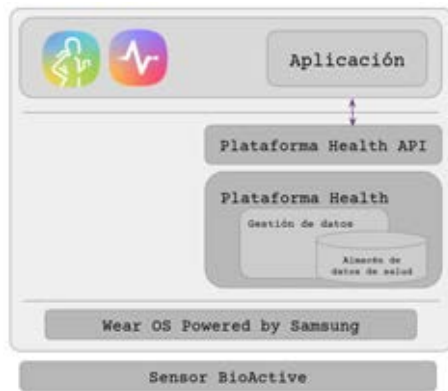 Aplicación
Plataforma Health API
Plataforma Health
Gestión de datos
Almacén de
datos de salud
Wear OS Powered by Samsung
Sensor BioActive